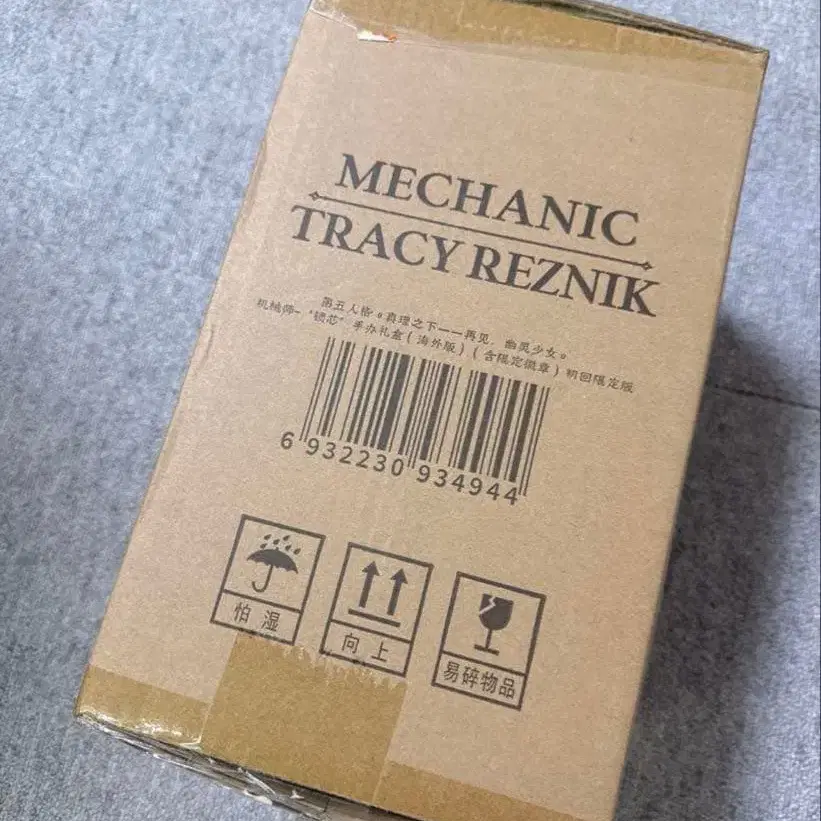 MECHANIC
TRACY REZNIK
第五人格。真理之下——再见，幽灵少女。
机械师-“锁芯”手办礼盒(海外版)(含限定徽章)初回限定版
6 932230 934944
怕 湿
向 上
易碎物品